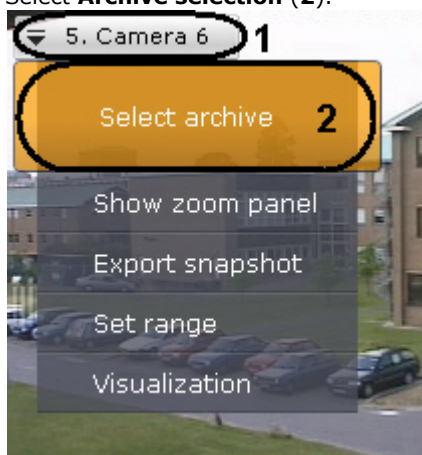 Select Archive Selection (2).
5. Camera 6 1
Select archive 2
Show zoom panel
Export snapshot
Set range
Visualization